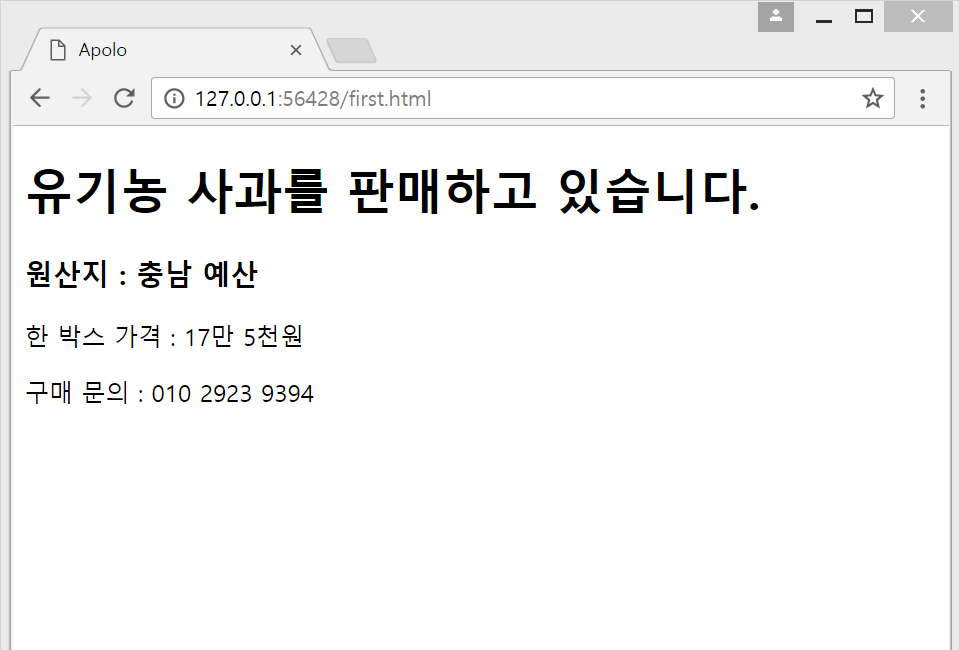 Apolo
127.0.0.1:56428/first.html
유기농 사과를 판매하고 있습니다.
원산지 : 충남 예산
한 박스 가격 : 17만 5천원
구매 문의 : 010 2923 9394